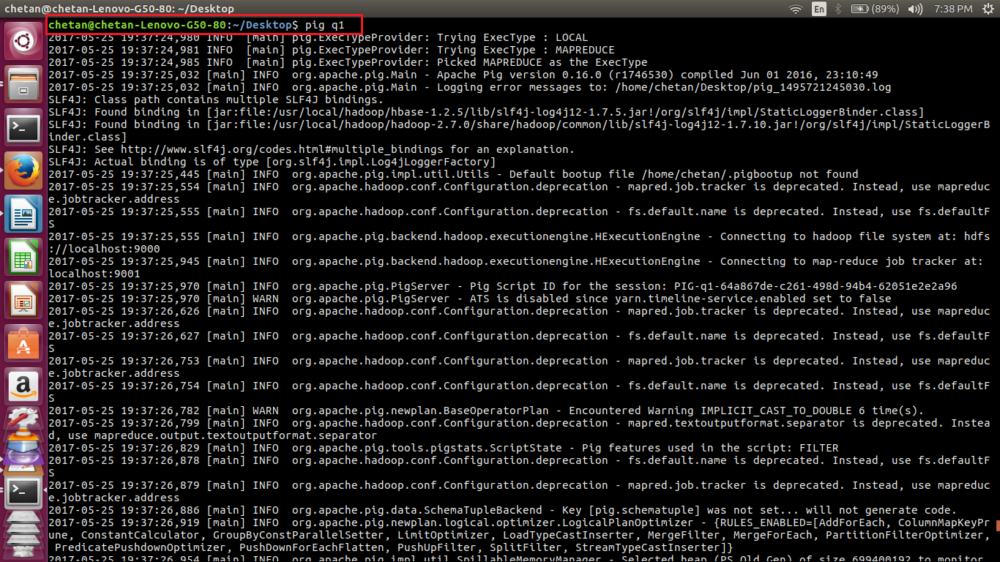 chetan@chetan-Lenovo-G50-80: ~/Desktop
En
(89%)
7:38 PM
chetan@chetan-Lenovo-G50-80:~/Desktop$ pig q1
2017-05-25 19:37:24,980 INFO  [main] pig.ExecTypeProvider: Trying ExecType : LOCAL
2017-05-25 19:37:24,981 INFO  [main] pig.ExecTypeProvider: Trying ExecType : MAPREDUCE
2017-05-25 19:37:24,985 INFO  [main] pig.ExecTypeProvider: Picked MAPREDUCE as the ExecType
2017-05-25 19:37:25,032 [main] INFO  org.apache.pig.Main - Apache Pig version 0.16.0 (r1746530) compiled Jun 01 2016, 23:10:49
2017-05-25 19:37:25,032 [main] INFO  org.apache.pig.Main - Logging error messages to: /home/chetan/Desktop/pig_1495721245030.log
SLF4J: Class path contains multiple SLF4J bindings.
SLF4J: Found binding in [jar:file:/usr/local/hadoop/hbase-1.2.5/lib/slf4j-log4j12-1.7.5.jar!/org/slf4j/impl/StaticLoggerBinder.class]
SLF4J: Found binding in [jar:file:/usr/local/hadoop/hadoop-2.7.0/share/hadoop/common/lib/slf4j-log4j12-1.7.10.jar!/org/slf4j/impl/StaticLoggerB
inder.class]
SLF4J: See http://www.slf4j.org/codes.html#multiple_bindings for an explanation.
SLF4J: Actual binding is of type [org.slf4j.impl.Log4jLoggerFactory]
2017-05-25 19:37:25,445 [main] INFO  org.apache.pig.impl.util.Utils - Default bootup file /home/chetan/.pigbootup not found
2017-05-25 19:37:25,554 [main] INFO  org.apache.hadoop.conf.Configuration.deprecation - mapred.job.tracker is deprecated. Instead, use mapreduc
e.jobtracker.address
2017-05-25 19:37:25,555 [main] INFO  org.apache.hadoop.conf.Configuration.deprecation - fs.default.name is deprecated. Instead, use fs.defaultF
S
2017-05-25 19:37:25,555 [main] INFO  org.apache.pig.backend.hadoop.executionengine.HExecutionEngine - Connecting to hadoop file system at: hdfs
://localhost:9000
2017-05-25 19:37:25,945 [main] INFO  org.apache.pig.backend.hadoop.executionengine.HExecutionEngine - Connecting to map-reduce job tracker at:
localhost:9001
2017-05-25 19:37:25,970 [main] INFO  org.apache.pig.PigServer - Pig Script ID for the session: PIG-q1-64a867de-c261-498d-94b4-62051e2e2a96
2017-05-25 19:37:25,970 [main] WARN  org.apache.pig.PigServer - ATS is disabled since yarn.timeline-service.enabled set to false
2017-05-25 19:37:26,626 [main] INFO  org.apache.hadoop.conf.Configuration.deprecation - mapred.job.tracker is deprecated. Instead, use mapreduc
e.jobtracker.address
2017-05-25 19:37:26,627 [main] INFO  org.apache.hadoop.conf.Configuration.deprecation - fs.default.name is deprecated. Instead, use fs.defaultF
S
2017-05-25 19:37:26,753 [main] INFO  org.apache.hadoop.conf.Configuration.deprecation - mapred.job.tracker is deprecated. Instead, use mapreduc
e.jobtracker.address
2017-05-25 19:37:26,754 [main] INFO  org.apache.hadoop.conf.Configuration.deprecation - fs.default.name is deprecated. Instead, use fs.defaultF
S
2017-05-25 19:37:26,782 [main] WARN  org.apache.pig.newplan.BaseOperatorPlan - Encountered Warning IMPLICIT_CAST_TO_DOUBLE 6 time(s).
2017-05-25 19:37:26,799 [main] INFO  org.apache.hadoop.conf.Configuration.deprecation - mapred.textoutputformat.separator is deprecated. Instea
d, use mapreduce.output.textoutputformat.separator
2017-05-25 19:37:26,829 [main] INFO  org.apache.pig.tools.pigstats.ScriptState - Pig features used in the script: FILTER
2017-05-25 19:37:26,878 [main] INFO  org.apache.hadoop.conf.Configuration.deprecation - fs.default.name is deprecated. Instead, use fs.defaultF
S
2017-05-25 19:37:26,879 [main] INFO  org.apache.hadoop.conf.Configuration.deprecation - mapred.job.tracker is deprecated. Instead, use mapreduc
e.jobtracker.address
2017-05-25 19:37:26,886 [main] INFO  org.apache.pig.data.SchemaTupleBackend - Key [pig.schematuple] was not set... will not generate code.
2017-05-25 19:37:26,919 [main] INFO  org.apache.pig.newplan.logical.optimizer.LogicalPlanOptimizer - {RULES_ENABLED=[AddForEach, ColumnMapKeyPr
une, ConstantCalculator, GroupByConstParallelSetter, LimitOptimizer, LoadTypeCastInserter, MergeFilter, MergeForEach, PartitionFilterOptimizer,
 PredicatePushdownOptimizer, PushDownForEachFlatten, PushUpFilter, SplitFilter, StreamTypeCastInserter]}
2017-05-25 19:37:26,954 [main] INFO  org.apache.pig.impl.util.SpillableMemoryManager - Selected heap (PS Old Gen) of size 699400192 to monitor.